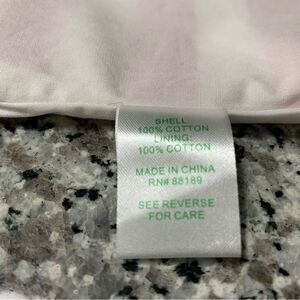 SHELL:
100% COTTON
LINING:
100% COTTON
MADE IN CHINA
RN# 88189
SEE REVERSE
FOR CARE